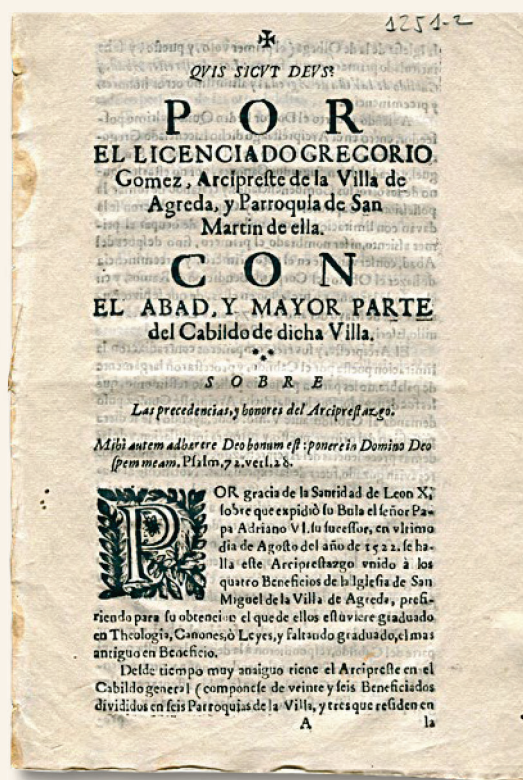 1251-2
✠
QVIS SICVT DEVS?
POR
EL LICENCIADO GREGORIO
Gomez, Arcipreſte de la Villa de
Agreda, y Parroquia de San
Martin de ella.
CON
EL ABAD, Y MAYOR PARTE
del Cabildo de dicha Villa.
SOBRE
Las precedencias, y honores del Arcipreſtazgo.
Mihi autem adhærere Deo bonum eſt: ponere in Domino Deo
ſpem meam. Pſalm. 72. verſ. 28.
POR gracia de la Santidad de Leon X,
ſobre que expidiò ſu Bula el ſeñor Pa-
pa Adriano VI. ſu ſuceſſor, en vltimo
dia de Agoſto del año de 1522. ſe ha-
lla eſte Arcipreſtazgo vnido à los
quatro Beneficios de la Igleſia de San
Miguel de la Villa de Agreda, prefi-
riendo para ſu obtencion el que de ellos eſtuviere graduado
en Theologia, Canones, ò Leyes, y faltando graduado, el mas
antiguo en Beneficio.
Deſde tiempo muy antiguo tiene el Arcipreſte en el
Cabildo general (componeſe de veinte y ſeis Beneficiados
divididos en ſeis Parroquias de la Villa, y tres que reſiden en
A la